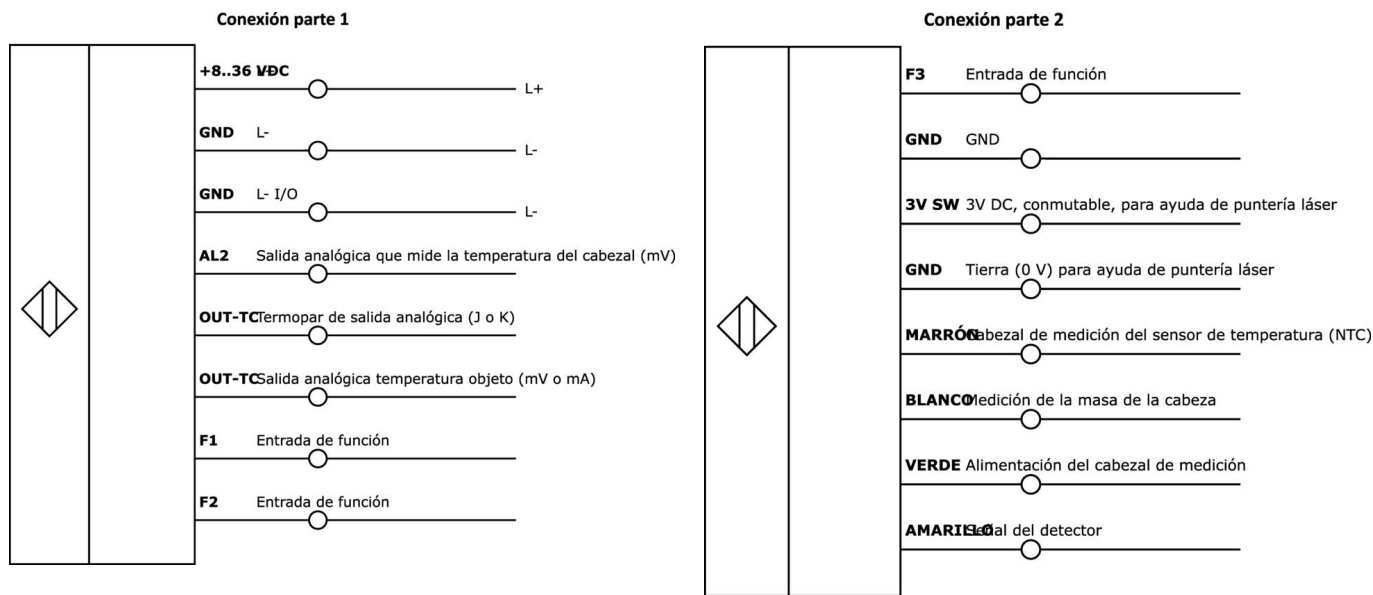 Conexión parte 1
+8..36 VDC L+
L+
GND L-
L-
GND L- I/O
L-
AL2 Salida analógica que mide la temperatura del cabezal (mV)
OUT-TC Termopar de salida analógica (J o K)
OUT-TC Salida analógica temperatura objeto (mV o mA)
F1 Entrada de función
F2 Entrada de función
Conexión parte 2
F3 Entrada de función
GND GND
3V SW 3V DC, conmutable, para ayuda de puntería láser
GND Tierra (0 V) para ayuda de puntería láser
MARRÓN Cabezal de medición del sensor de temperatura (NTC)
BLANCO Medición de la masa de la cabeza
VERDE Alimentación del cabezal de medición
AMARILLO Señal del detector